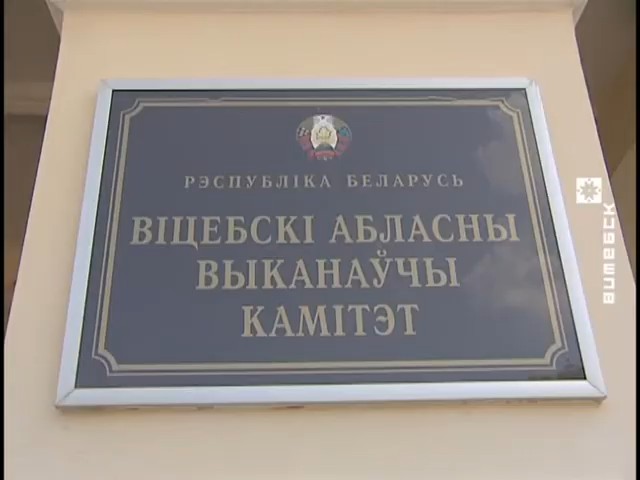 РЭСПУБЛІКА БЕЛАРУСЬ
ВІЦЕБСКІ АБЛАСНЫ
ВЫКАНАЎЧЫ
КАМІТЭТ
ВИТЕБСК